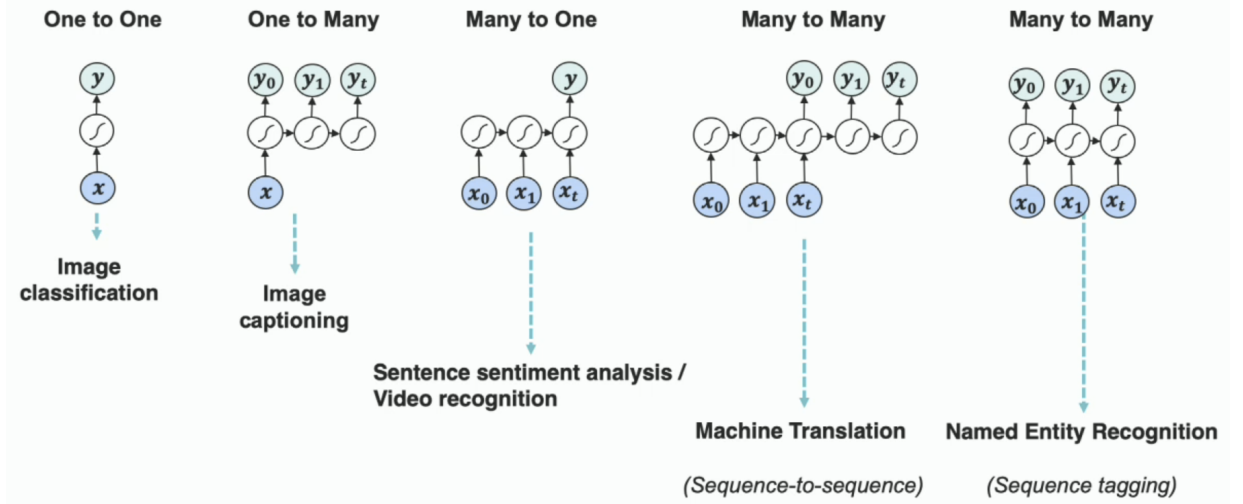 One to One
One to Many
Many to One
Many to Many
Many to Many
y
y₀ y₁ yₜ
y
y₀ y₁ yₜ
y₀ y₁ yₜ
x
x
x₀ x₁ xₜ
x₀ x₁ xₜ
x₀ x₁ xₜ
Image
classification
Image
captioning
Sentence sentiment analysis /
Video recognition
Machine Translation
(Sequence-to-sequence)
Named Entity Recognition
(Sequence tagging)